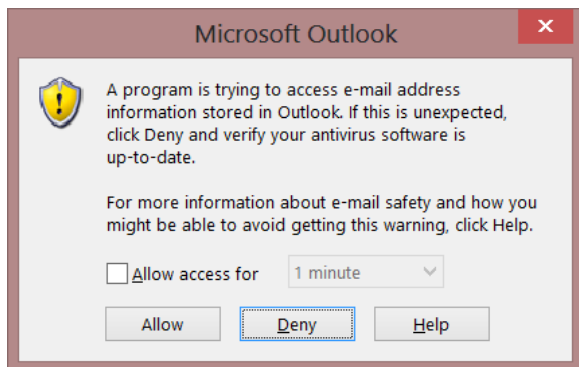 Microsoft Outlook
x
A program is trying to access e-mail address
information stored in Outlook. If this is unexpected,
click Deny and verify your antivirus software is
up-to-date.
For more information about e-mail safety and how you
might be able to avoid getting this warning, click Help.
Allow access for 1 minute
Allow Deny Help